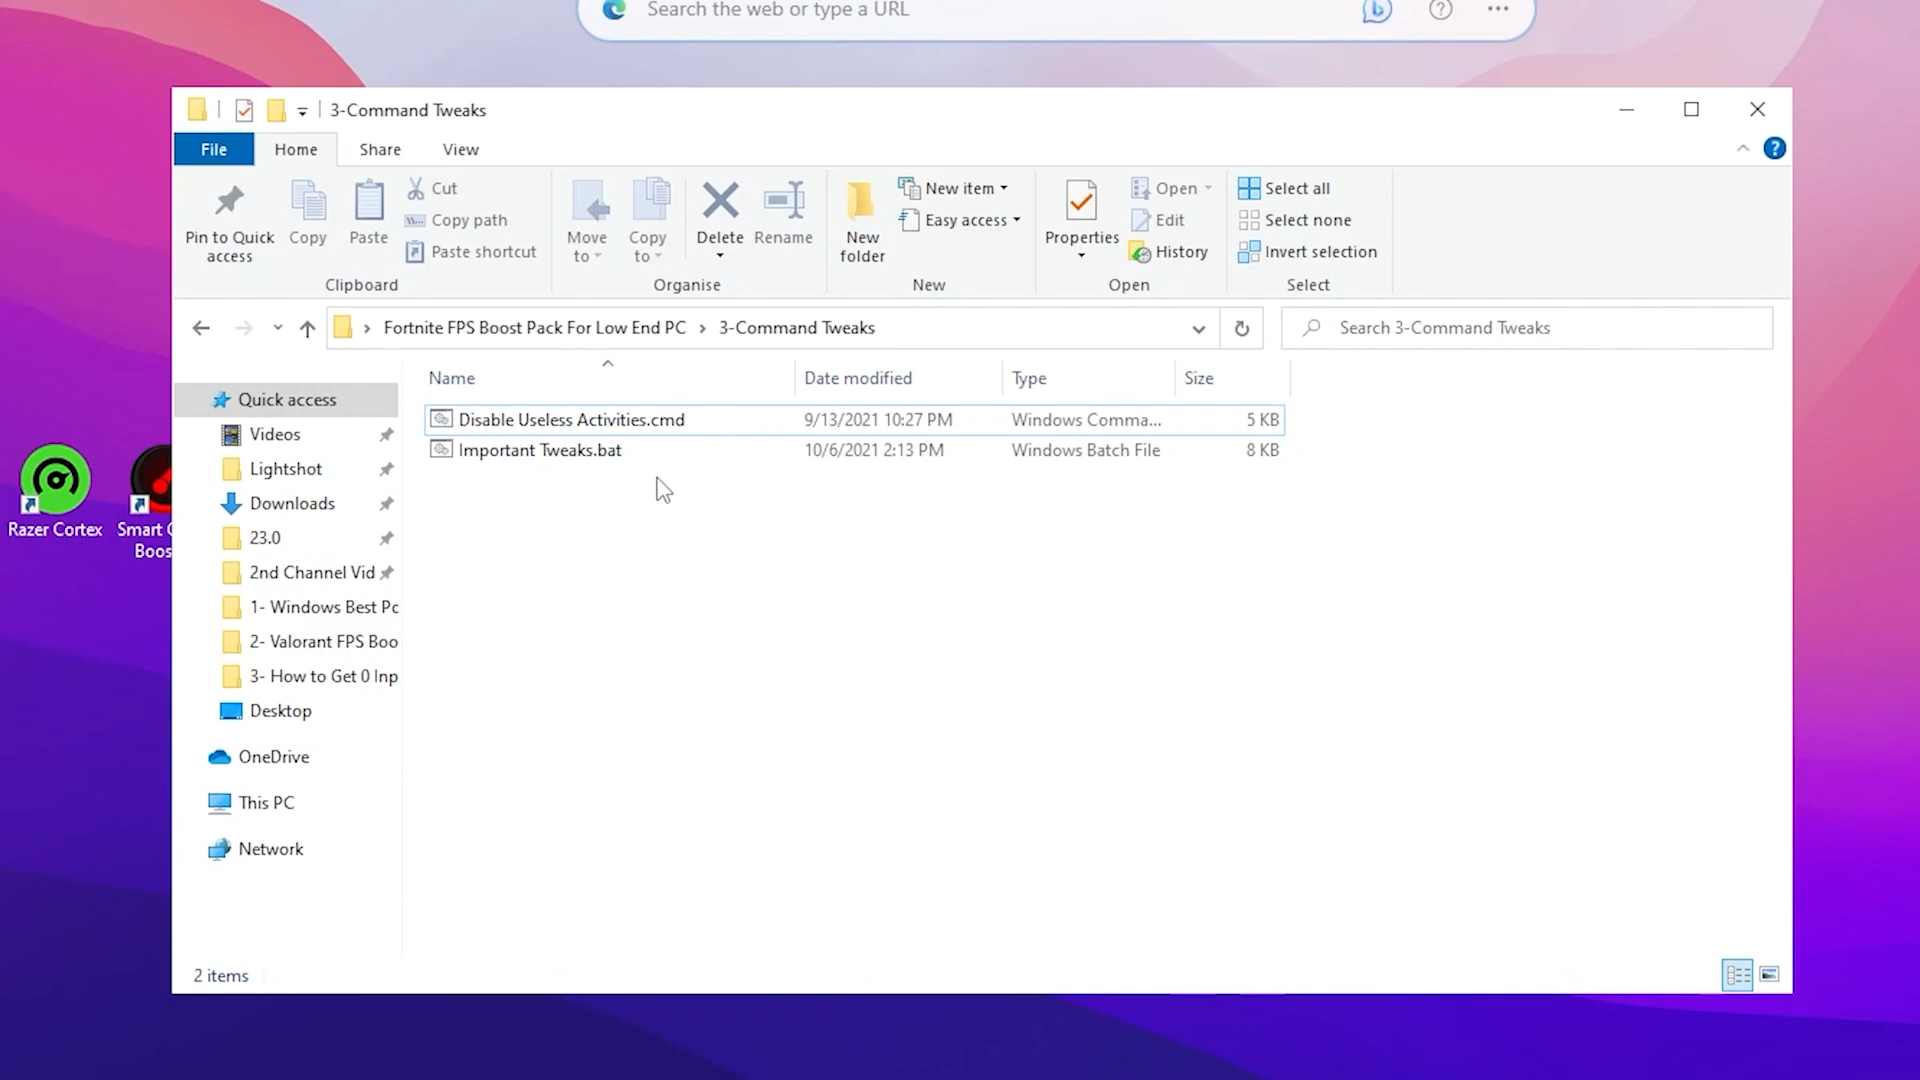 Search the web or type a URL
3-Command Tweaks
File Home Share View
Pin to Quick access
Copy
Paste
Cut
Copy path
Paste shortcut
Clipboard
Move to
Copy to
Delete
Rename
Organise
New folder
New item
Easy access
New
Properties
Open
Edit
History
Open
Select all
Select none
Invert selection
Select
Fortnite FPS Boost Pack For Low End PC > 3-Command Tweaks
Search 3-Command Tweaks
Name Date modified Type Size
Disable Useless Activities.cmd 9/13/2021 10:27 PM Windows Comma... 5 KB
Important Tweaks.bat 10/6/2021 2:13 PM Windows Batch File 8 KB
Quick access
Videos
Lightshot
Downloads
23.0
2nd Channel Vid
1- Windows Best Pc
2- Valorant FPS Boo
3- How to Get 0 Inp
Desktop
OneDrive
This PC
Network
2 items
Razer Cortex
Smart
Boos